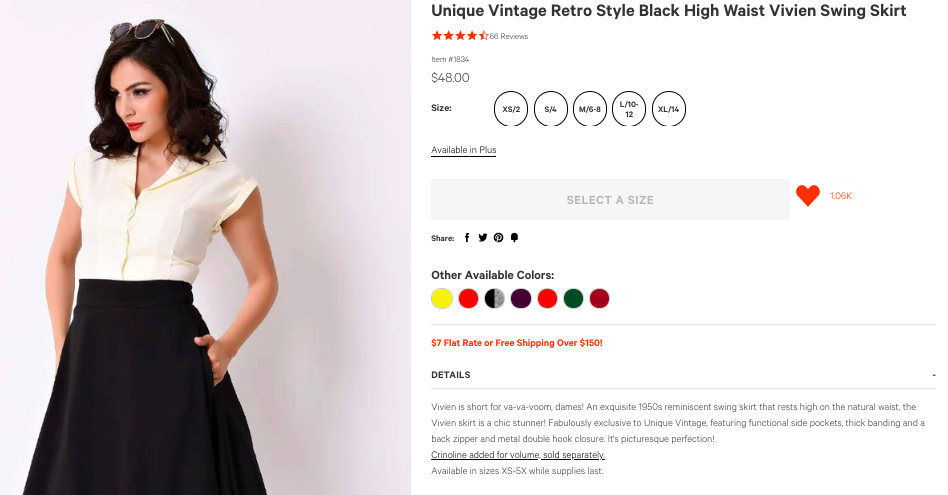 Unique Vintage Retro Style Black High Waist Vivien Swing Skirt
66 Reviews
Item #1834
$48.00
Size:
XS/2
S/4
M/6-8
L/10-
12
XL/14
Available in Plus
SELECT A SIZE
1.06K
Share:
Other Available Colors:
$7 Flat Rate or Free Shipping Over $150!
DETAILS
-
Vivien is short for va-va-voom, dames! An exquisite 1950s reminiscent swing skirt that rests high on the natural waist, the
Vivien skirt is a chic stunner! Fabulously exclusive to Unique Vintage, featuring functional side pockets, thick banding and a
back zipper and metal double hook closure. It's picturesque perfection!
Crinoline added for volume, sold separately.
Available in sizes XS-5X while supplies last.